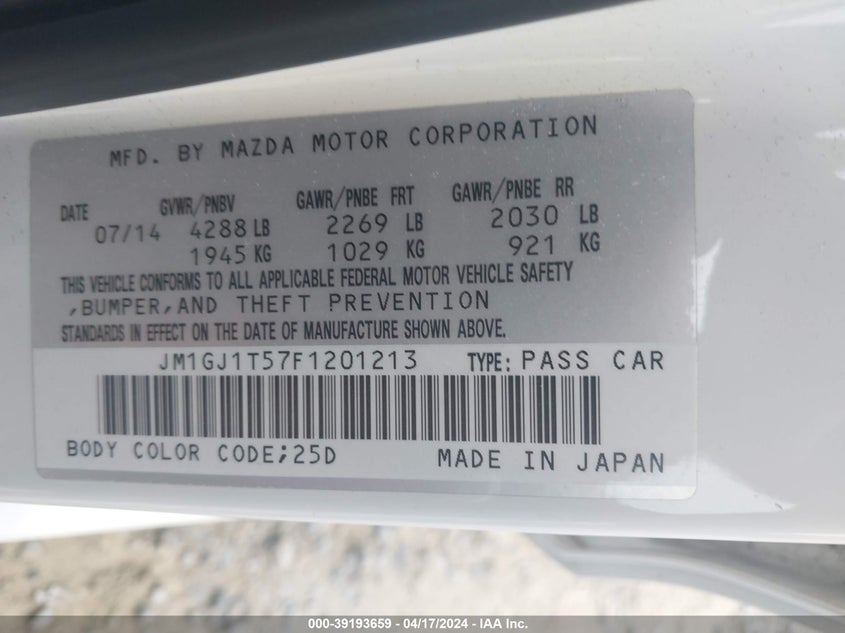 MFD. BY MAZDA MOTOR CORPORATION
DATE GVWR/PNBV GAWR/PNBE FRT GAWR/PNBE RR
07/14 4288 LB 2269 LB 2030 LB
1945 KG 1029 KG 921 KG
THIS VEHICLE CONFORMS TO ALL APPLICABLE FEDERAL MOTOR VEHICLE SAFETY
,BUMPER,AND THEFT PREVENTION
STANDARDS IN EFFECT ON THE DATE OF MANUFACTURE SHOWN ABOVE.
JM1GJ1T57F1201213 TYPE: PASS CAR
BODY COLOR CODE;25D MADE IN JAPAN
000-39193659 - 04/17/2024 - IAA Inc.